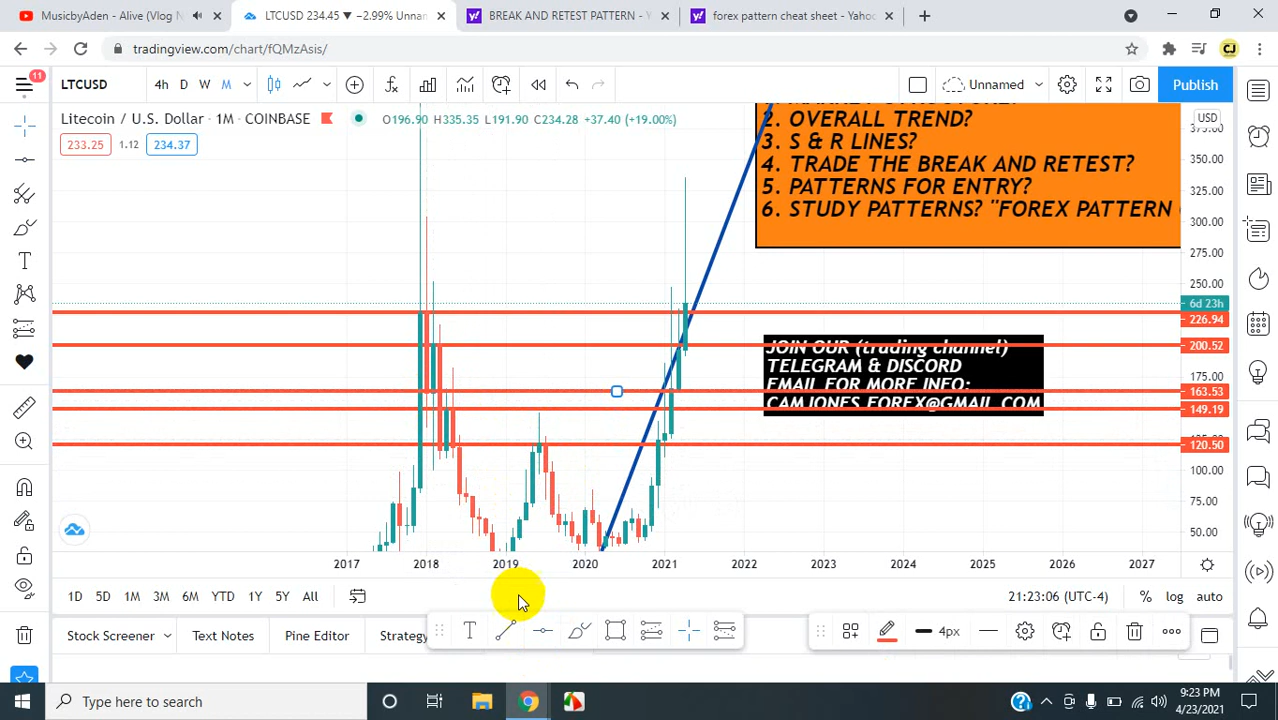 MusicbyAden - Alive (Vlog N
LTCUSD 234.45 ▼ −2.99% Unnan
BREAK AND RETEST PATTERN - Y
forex pattern cheat sheet - Yahoo
tradingview.com/chart/fQMzAsis/
CJ
11
LTCUSD
4h D W M
Unnamed
Publish
Litecoin / U.S. Dollar · 1M · COINBASE
O196.90 H335.35 L191.90 C234.28 +37.40 (+19.00%)
233.25 1.12 234.37
USD
2. OVERALL TREND?
3. S & R LINES?
4. TRADE THE BREAK AND RETEST?
5. PATTERNS FOR ENTRY?
6. STUDY PATTERNS? "FOREX PATTERN
375.00
350.00
325.00
300.00
275.00
250.00
6d 23h
226.94
200.52
175.00
163.53
149.19
120.50
100.00
75.00
50.00
JOIN OUR (trading channel)
TELEGRAM & DISCORD
EMAIL FOR MORE INFO:
CAMJONES.FOREX@GMAIL.COM
2017 2018 2019 2020 2021 2022 2023 2024 2025 2026 2027
1D 5D 1M 3M 6M YTD 1Y 5Y All
21:23:06 (UTC-4)
% log auto
T
4px
Stock Screener
Text Notes
Pine Editor
Strategy
Type here to search
9:23 PM
4/23/2021